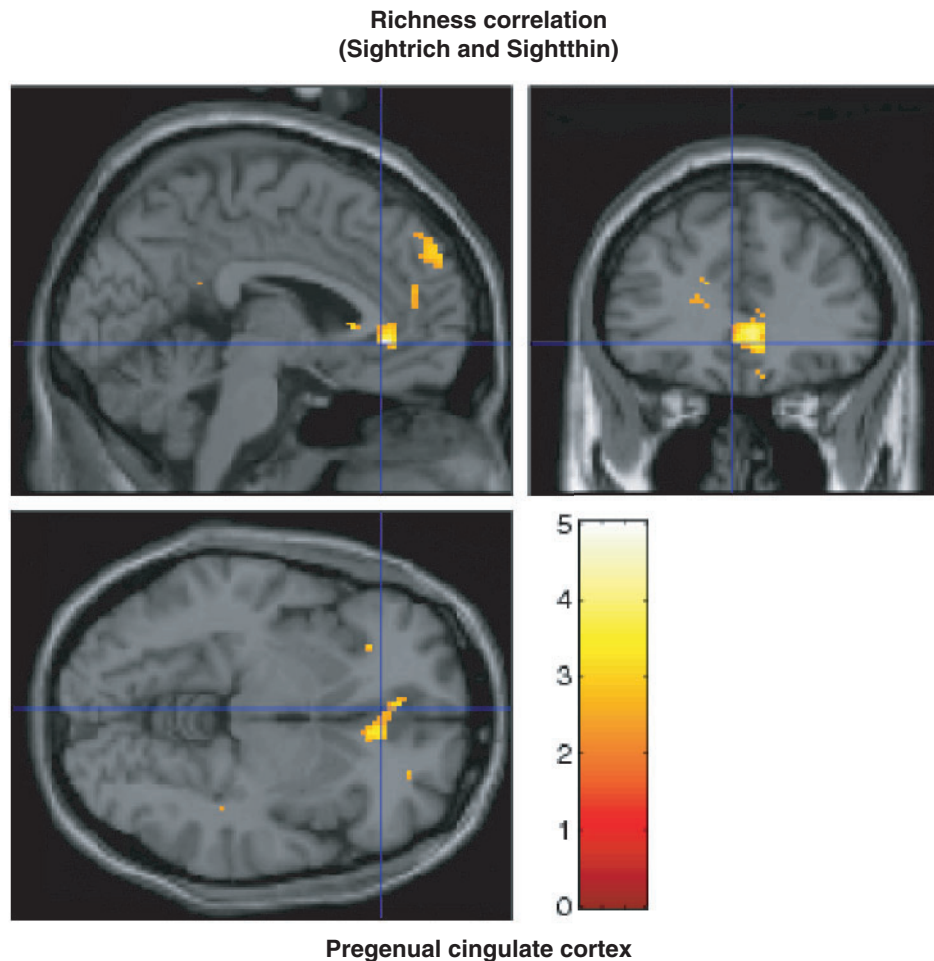 Richness correlation
(Sightrich and Sightthin)
5
4
3
2
1
0
Pregenual cingulate cortex